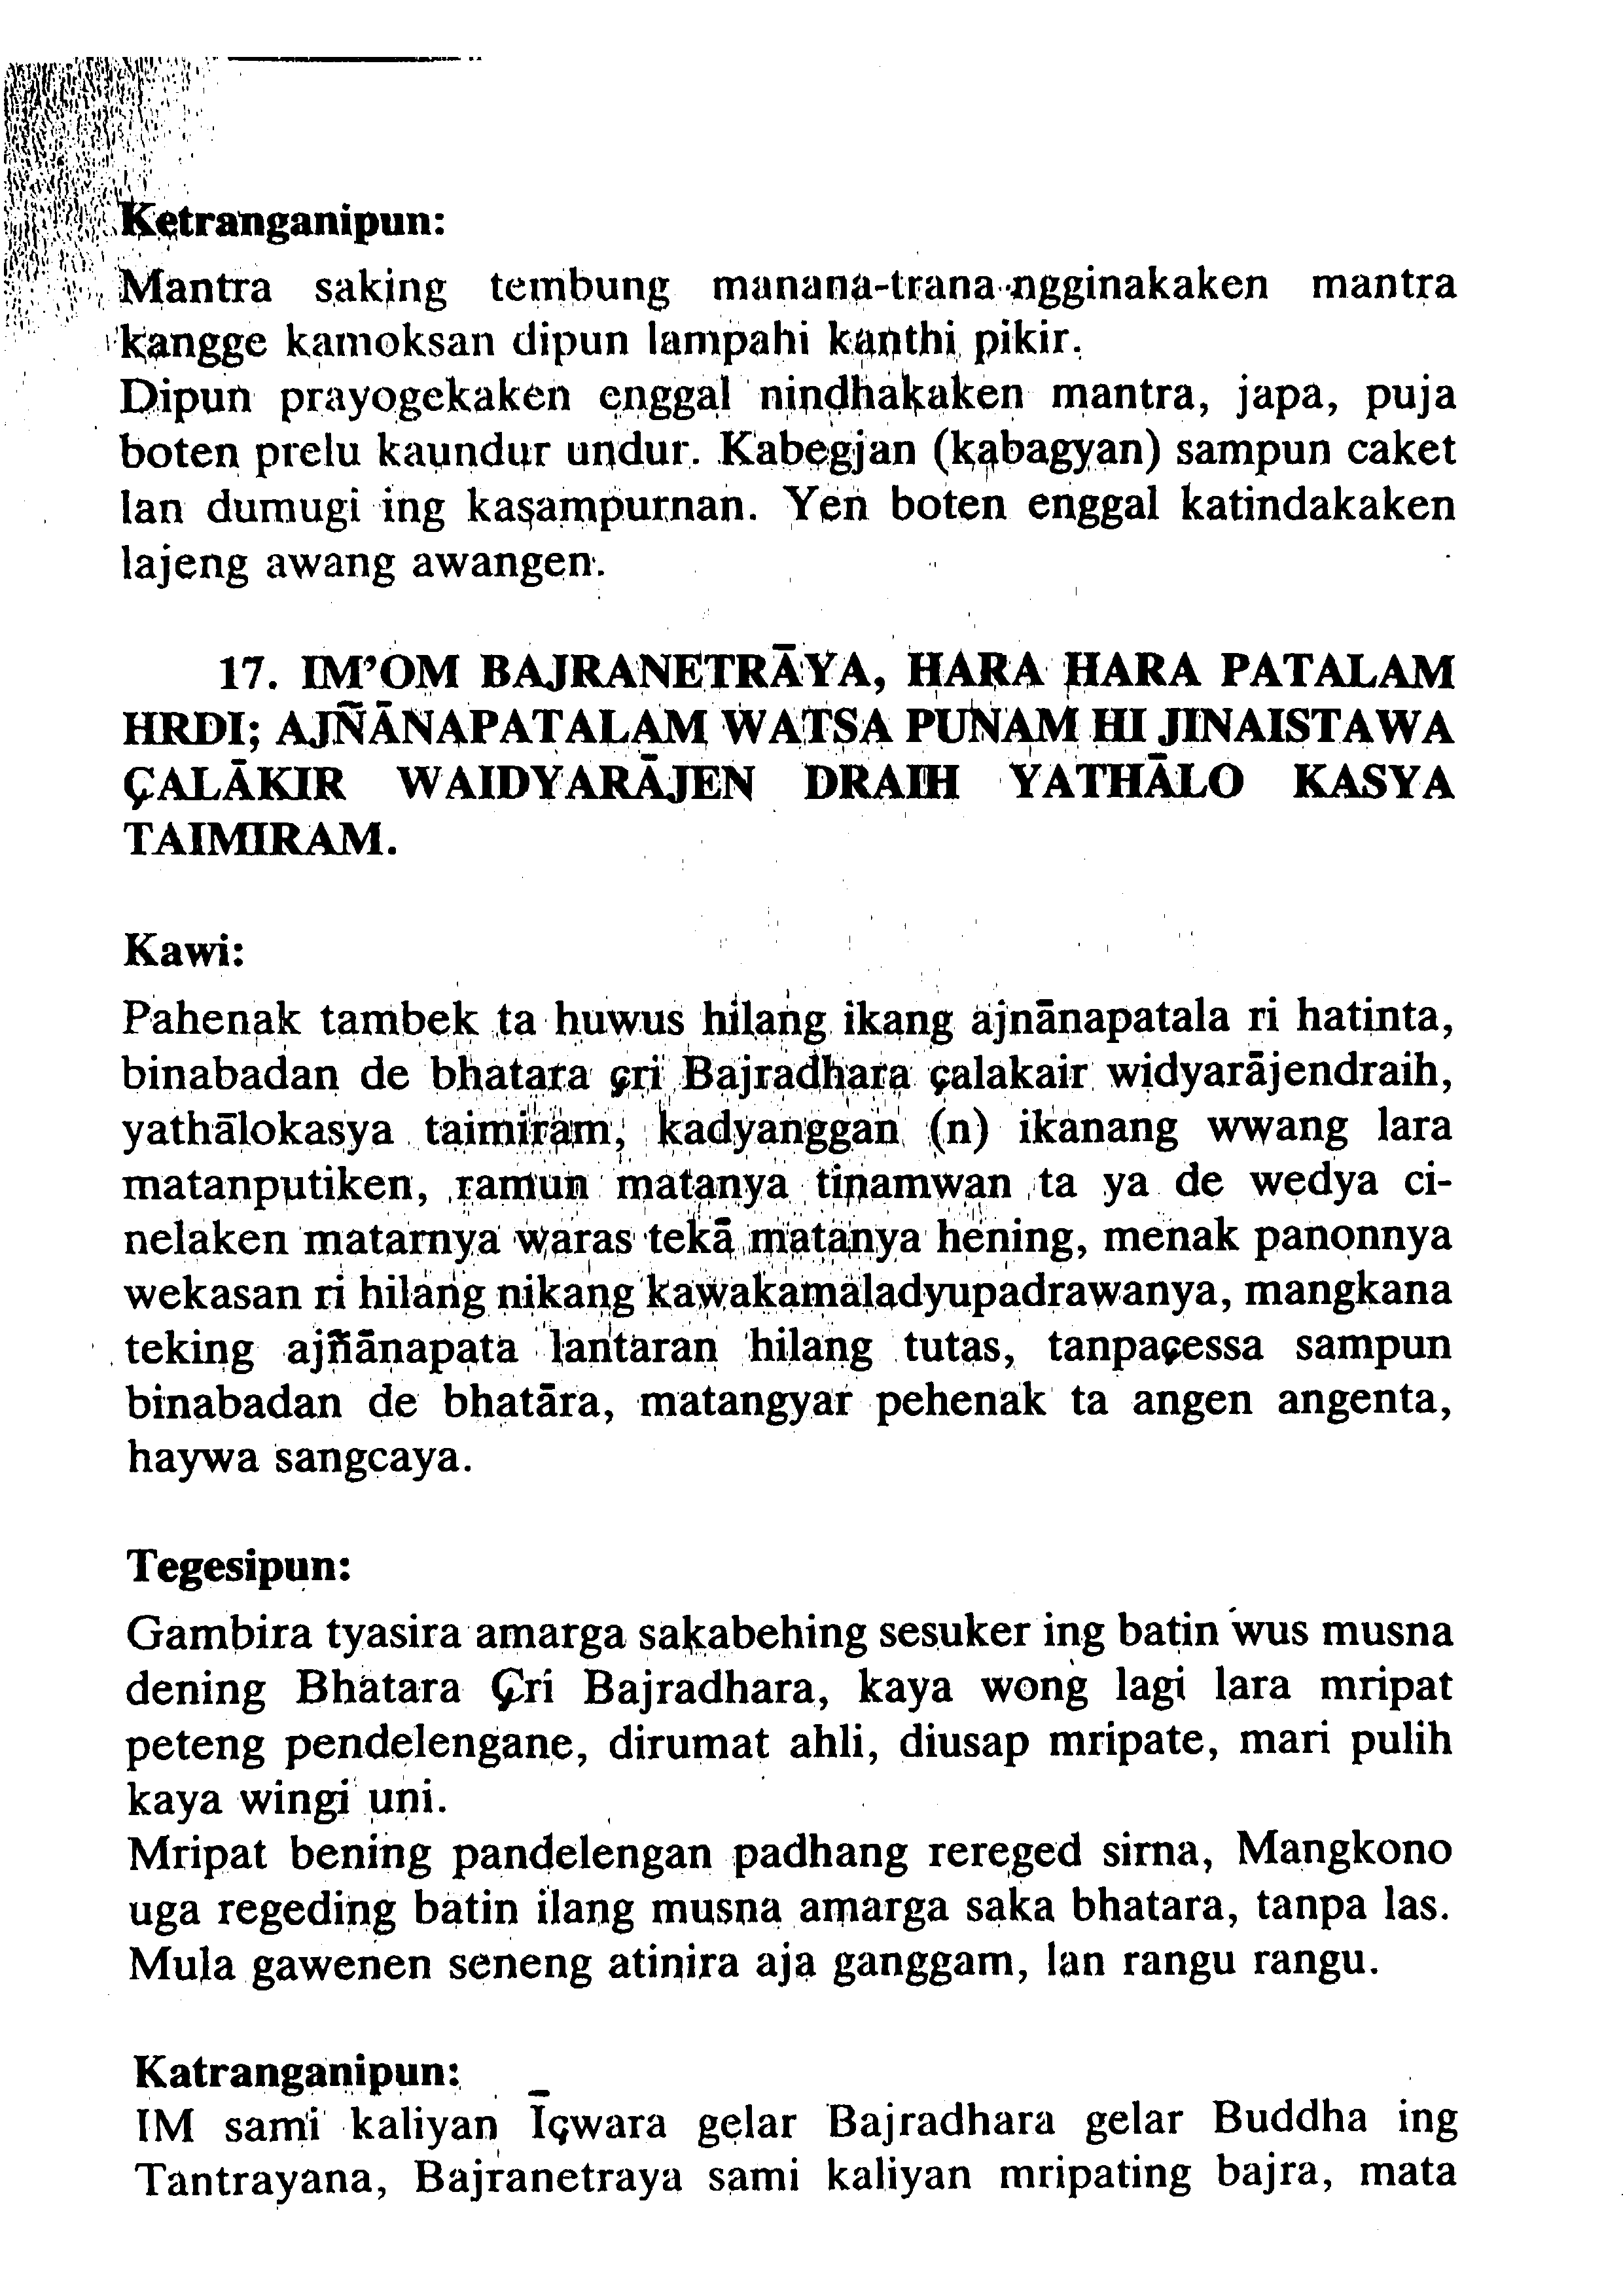 Ketranganipun:
Mantra saking tembung manana-trana ngginakaken mantra
kangge kamoksan dipun lampahi kanthi pikir.
Dipun prayogekaken enggal nindhakaken mantra, japa, puja
boten prelu kaundur undur. Kabegjan (kabagyan) sampun caket
lan dumugi ing kasampurnan. Yen boten enggal katindakaken
lajeng awang awangen.
17. IM'OM BAJRANETRĀYA, HARA HARA PATALAM
HRDI; AJÑĀNAPATALAM WATSA PUNAM HI JINAISTAWA
ÇALĀKIR WAIDYARĀJEN DRAIH YATHĀLO KASYA
TAIMIRAM.
Kawi:
Pahenak tambek ta huwus hilang ikang ajnānapatala ri hatinta,
binabadan de bhatara çri Bajradhara çalakair widyarājendraih,
yathālokasya taimiram, kadyanggan (n) ikanang wwang lara
matanputiken, ramun matanya tinamwan ta ya de wedya ci-
nelaken matarnya waras tekā matanya hening, menak panonnya
wekasan ri hilang nikang kawakamaladyupadrawanya, mangkana
teking ajñānapata lantaran hilang tutas, tanpaçessa sampun
binabadan de bhatāra, matangyar pehenak ta angen angenta,
haywa sangcaya.
Tegesipun:
Gambira tyasira amarga sakabehing sesuker ing batin wus musna
dening Bhatara Çri Bajradhara, kaya wong lagi lara mripat
peteng pendelengane, dirumat ahli, diusap mripate, mari pulih
kaya wingi uni.
Mripat bening pandelengan padhang rereged sirna, Mangkono
uga regeding batin ilang musna amarga saka bhatara, tanpa las.
Mula gawenen seneng atinira aja ganggam, lan rangu rangu.
Katranganipun:
IM sami kaliyan Īçwara gelar Bajradhara gelar Buddha ing
Tantrayana, Bajranetraya sami kaliyan mripating bajra, mata